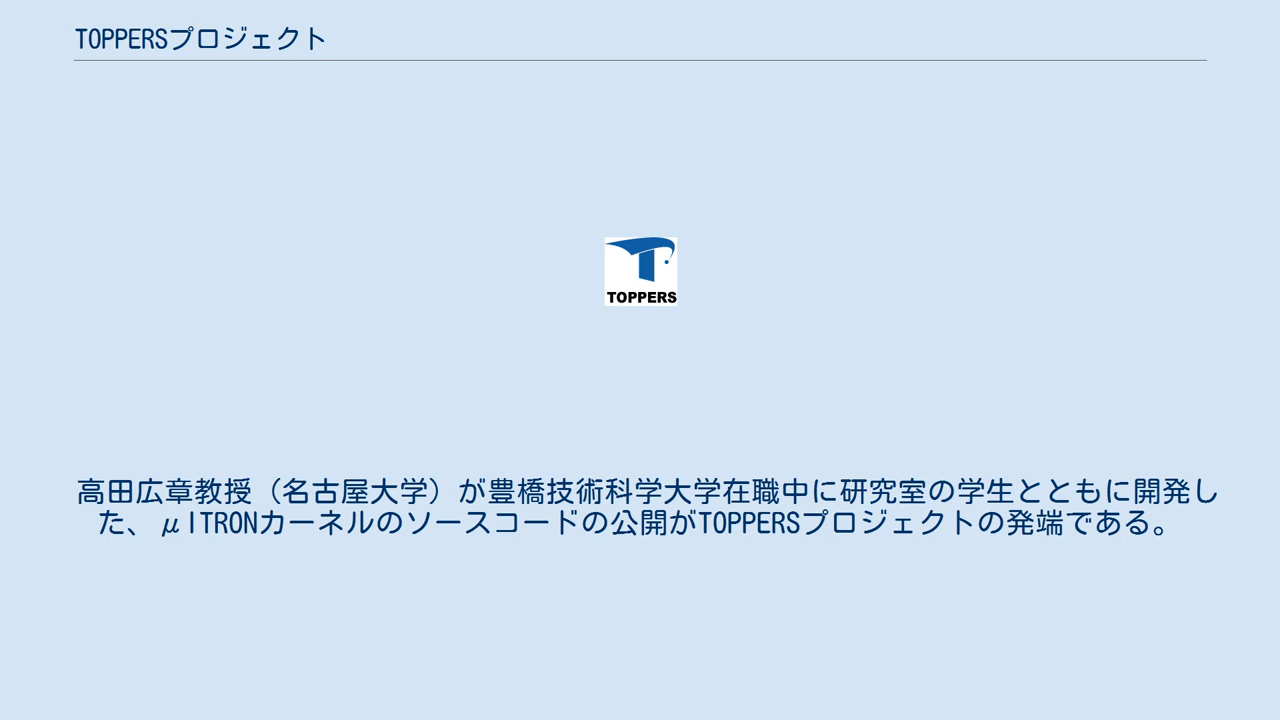 TOPPERSプロジェクト
TOPPERS
高田広章教授（名古屋大学）が豊橋技術科学大学在職中に研究室の学生とともに開発し
た、μITRONカーネルのソースコードの公開がTOPPERSプロジェクトの発端である。